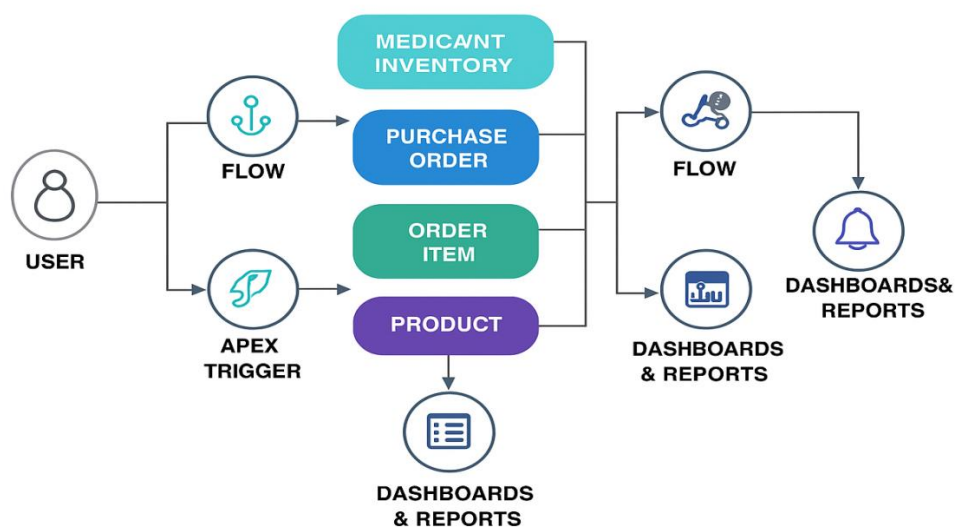 MEDICA/NT
INVENTORY
PURCHASE
ORDER
ORDER
ITEM
PRODUCT
USER
FLOW
APEX
TRIGGER
FLOW
DASHBOARDS
& REPORTS
DASHBOARDS&
REPORTS
DASHBOARDS
& REPORTS